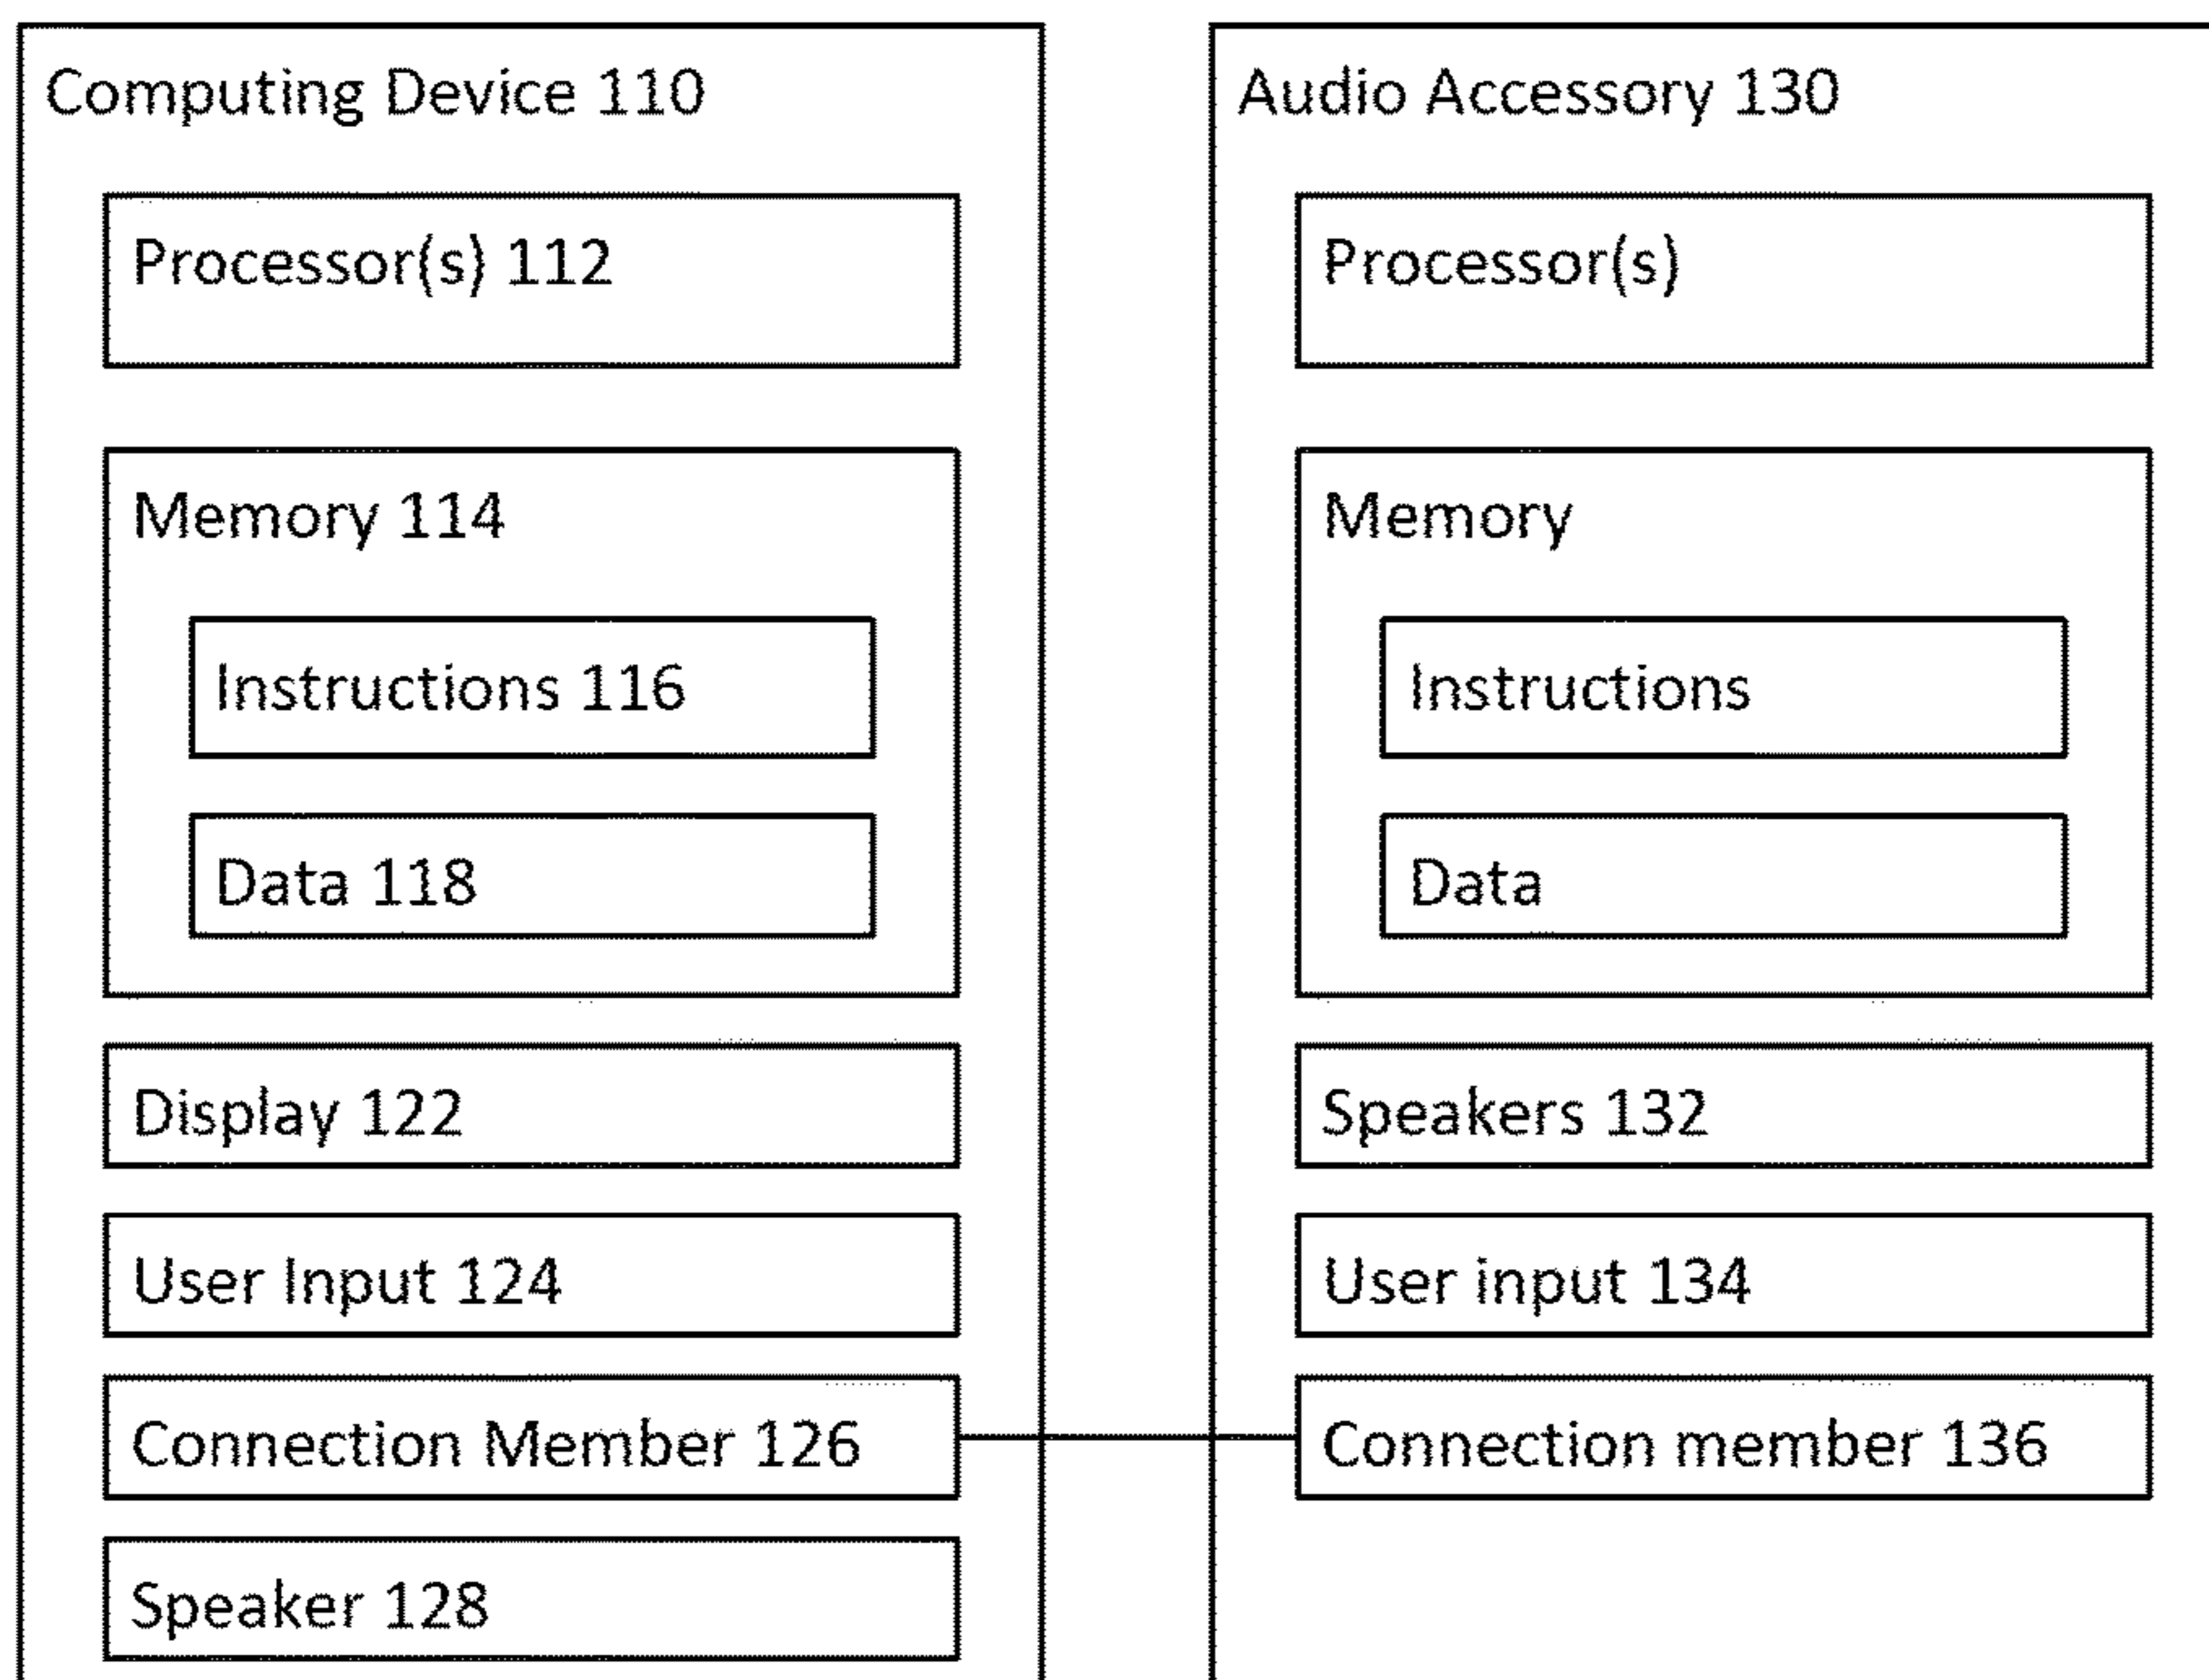 Computing Device 110
Processor(s) 112
Memory 114
Instructions 116
Data 118
Display 122
User Input 124
Connection Member 126
Speaker 128
Audio Accessory 130
Processor(s)
Memory
Instructions
Data
Speakers 132
User input 134
Connection member 136